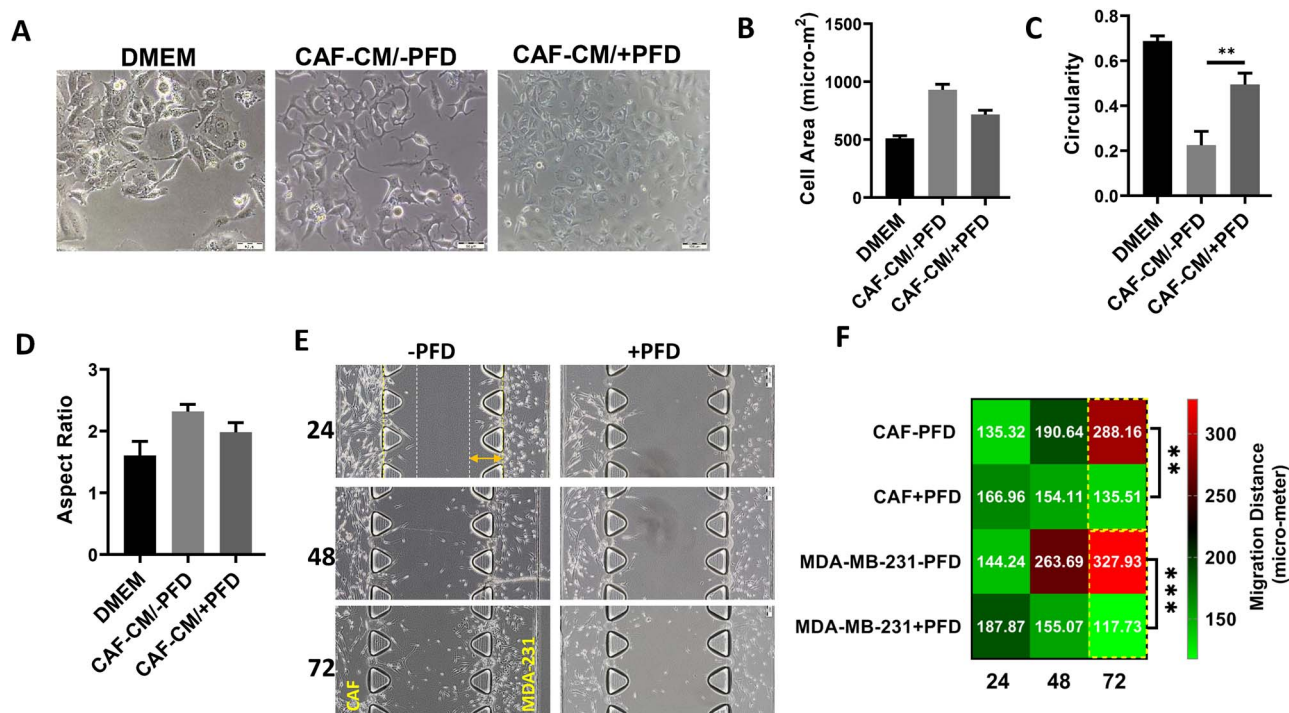 A
DMEM
CAF-CM/-PFD
CAF-CM/+PFD
B
Cell Area (micro-m²)
1500
1000
500
0
DMEM
CAF-CM/-PFD
CAF-CM/+PFD
C
Circularity
0.8
0.6
0.4
0.2
0.0
**
DMEM
CAF-CM/-PFD
CAF-CM/+PFD
D
Aspect Ratio
3
2
1
0
DMEM
CAF-CM/-PFD
CAF-CM/+PFD
E
-PFD
+PFD
24
48
72
CAF
MDA-231
F
CAF-PFD
135.32 190.64 288.16
CAF+PFD
166.96 154.11 135.51
MDA-MB-231-PFD
144.24 263.69 327.93
MDA-MB-231+PFD
187.87 155.07 117.73
24 48 72
**
***
300
250
200
150
Migration Distance
(micro-meter)